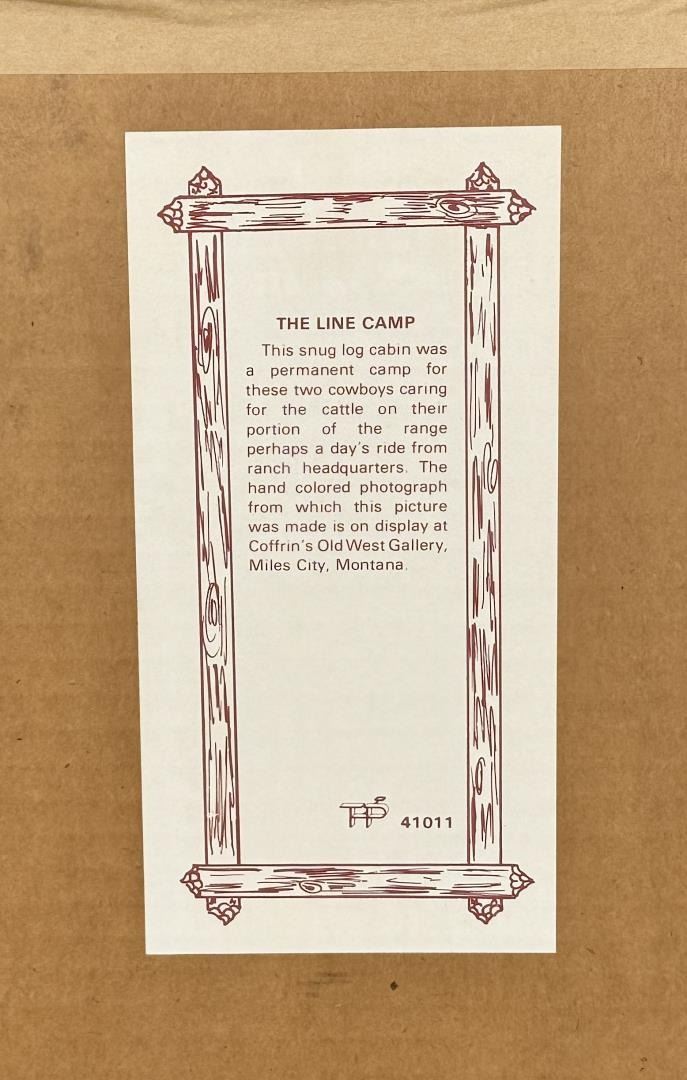 THE LINE CAMP
This snug log cabin was
a permanent camp for
these two cowboys caring
for the cattle on their
portion of the range
perhaps a day's ride from
ranch headquarters. The
hand colored photograph
from which this picture
was made is on display at
Coffrin's Old West Gallery,
Miles City, Montana.
41011